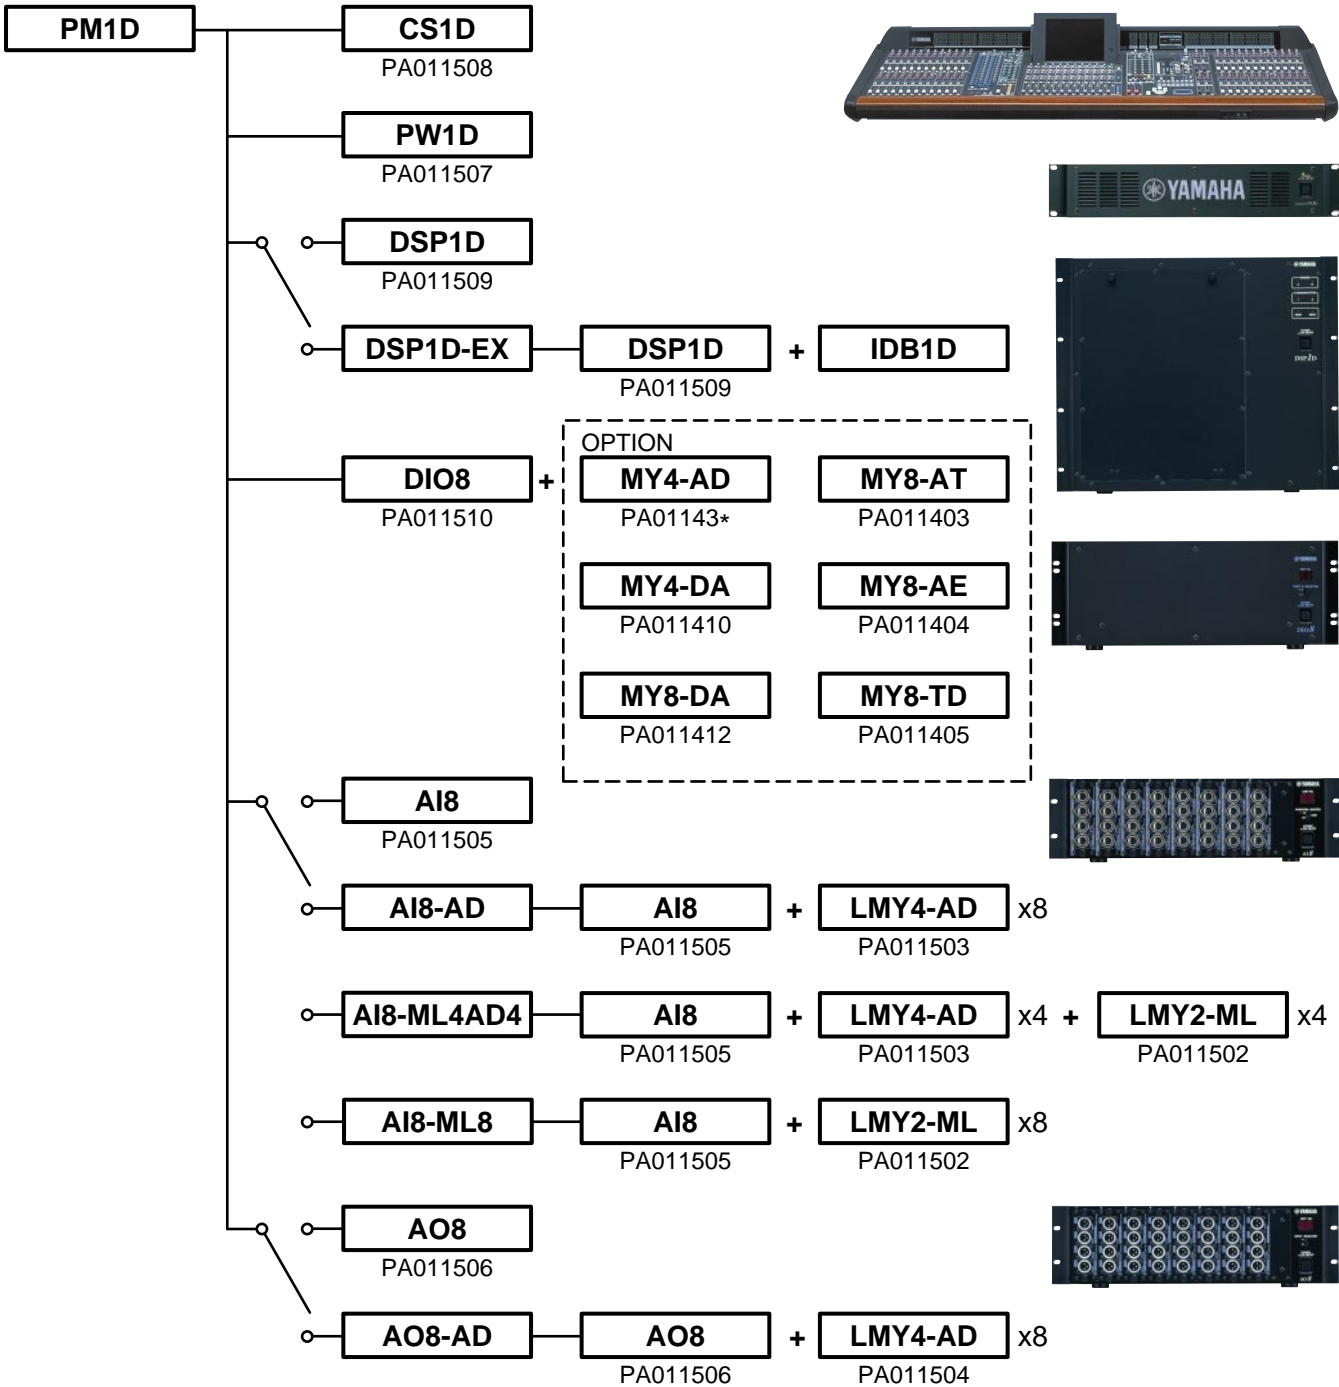 PM1D
CS1D
PA011508
PW1D
PA011507
YAMAHA
DSP1D
PA011509
DSP1D-EX
DSP1D
+
IDB1D
PA011509
OPTION
DIO8
+
MY4-AD
MY8-AT
PA011510
PA01143*
PA011403
MY4-DA
MY8-AE
PA011410
PA011404
MY8-DA
MY8-TD
PA011412
PA011405
AI8
PA011505
AI8-AD
AI8
+
LMY4-AD
x8
PA011505
PA011503
AI8-ML4AD4
AI8
+
LMY4-AD
x4
+
LMY2-ML
x4
PA011505
PA011503
PA011502
AI8-ML8
AI8
+
LMY2-ML
x8
PA011505
PA011502
AO8
PA011506
AO8-AD
AO8
+
LMY4-AD
x8
PA011506
PA011504